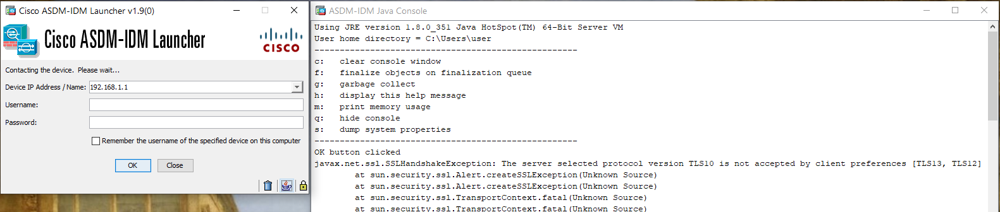 Cisco ASDM-IDM Launcher v1.9(0)
Cisco ASDM-IDM Launcher
CISCO
Contacting the device. Please wait...
Device IP Address / Name: 192.168.1.1
Username:
Password:
Remember the username of the specified device on this computer
OK Close
ASDM-IDM Java Console
Using JRE version 1.8.0_351 Java HotSpot(TM) 64-Bit Server VM
User home directory = C:\Users\user
----------------------------------------------------
c:   clear console window
f:   finalize objects on finalization queue
g:   garbage collect
h:   display this help message
m:   print memory usage
q:   hide console
s:   dump system properties
----------------------------------------------------
OK button clicked
javax.net.ssl.SSLHandshakeException: The server selected protocol version TLS10 is not accepted by client preferences [TLS13, TLS12]
        at sun.security.ssl.Alert.createSSLException(Unknown Source)
        at sun.security.ssl.Alert.createSSLException(Unknown Source)
        at sun.security.ssl.TransportContext.fatal(Unknown Source)
        at sun.security.ssl.TransportContext.fatal(Unknown Source)